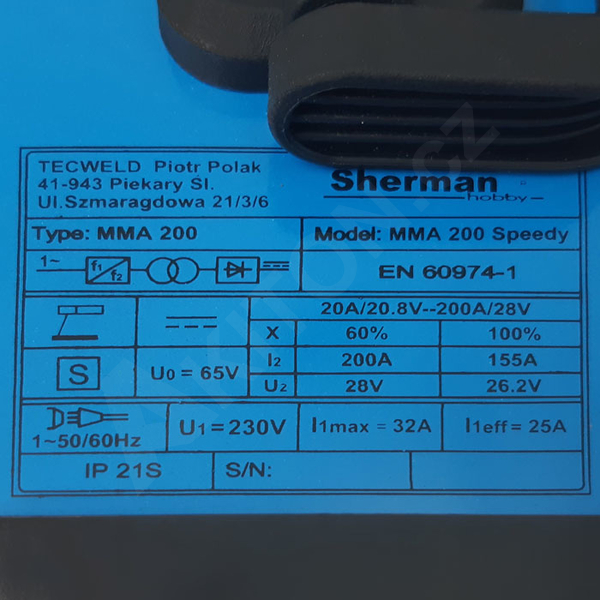 TECWELD Piotr Polak
41-943 Piekary Śl.
Ul.Szmaragdowa 21/3/6
Sherman
hobby
Type: MMA 200
Model: MMA 200 Speedy
1~ f1 f2
EN 60974-1
20A/20.8V--200A/28V
X 60% 100%
S
U0 = 65V
I2 200A 155A
U2 28V 26.2V
1~50/60Hz
U1=230V
I1max = 32A
I1eff = 25A
IP 21S
S/N: